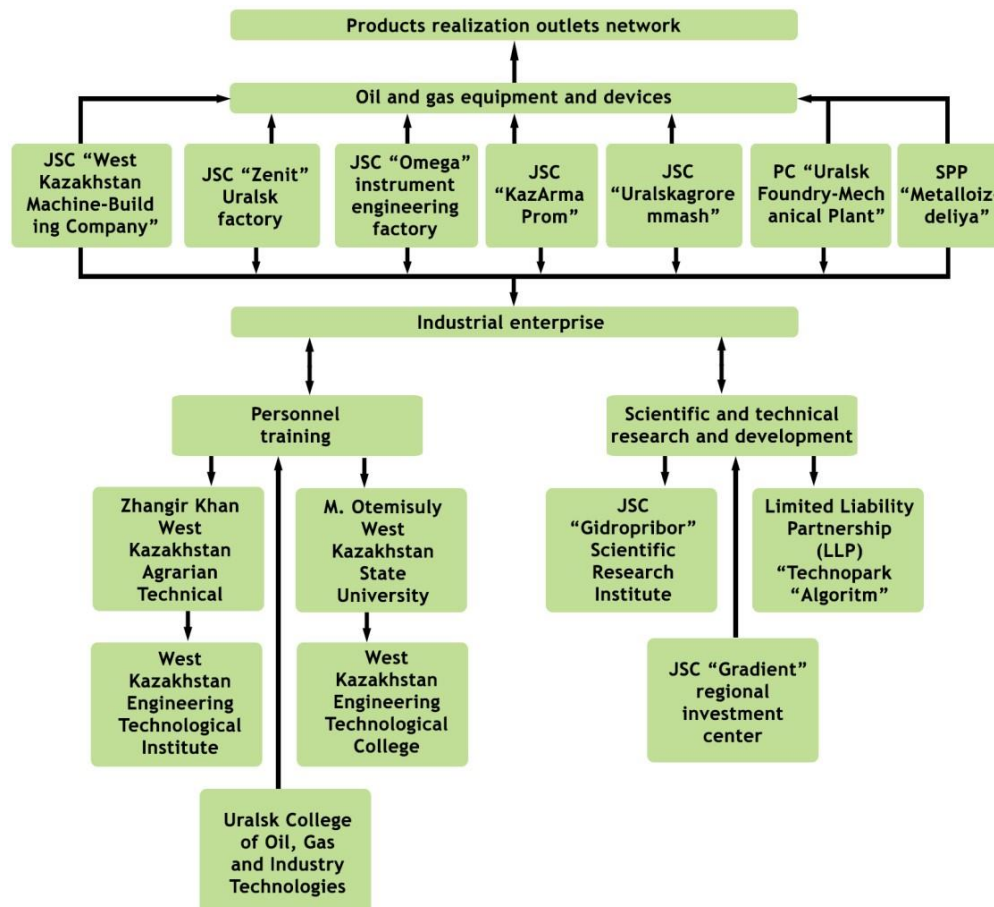 Products realization outlets network
Oil and gas equipment and devices
JSC “West
Kazakhstan
Machine-Build
ing Company”
JSC “Zenit”
Uralsk
factory
JSC “Omega”
instrument
engineering
factory
JSC
“KazArma
Prom”
JSC
“Uralskagrore
mmash”
PC “Uralsk
Foundry-Mech
anical Plant”
SPP
“Metalloiz
deliya”
Industrial enterprise
Personnel
training
Scientific and technical
research and development
Zhangir Khan
West
Kazakhstan
Agrarian
Technical
M. Otemisuly
West
Kazakhstan
State
University
JSC
“Gidropribor”
Scientific
Research
Institute
Limited Liability
Partnership
(LLP)
“Technopark
“Algoritm”
West
Kazakhstan
Engineering
Technological
Institute
West
Kazakhstan
Engineering
Technological
College
JSC “Gradient”
regional
investment
center
Uralsk College
of Oil, Gas
and Industry
Technologies